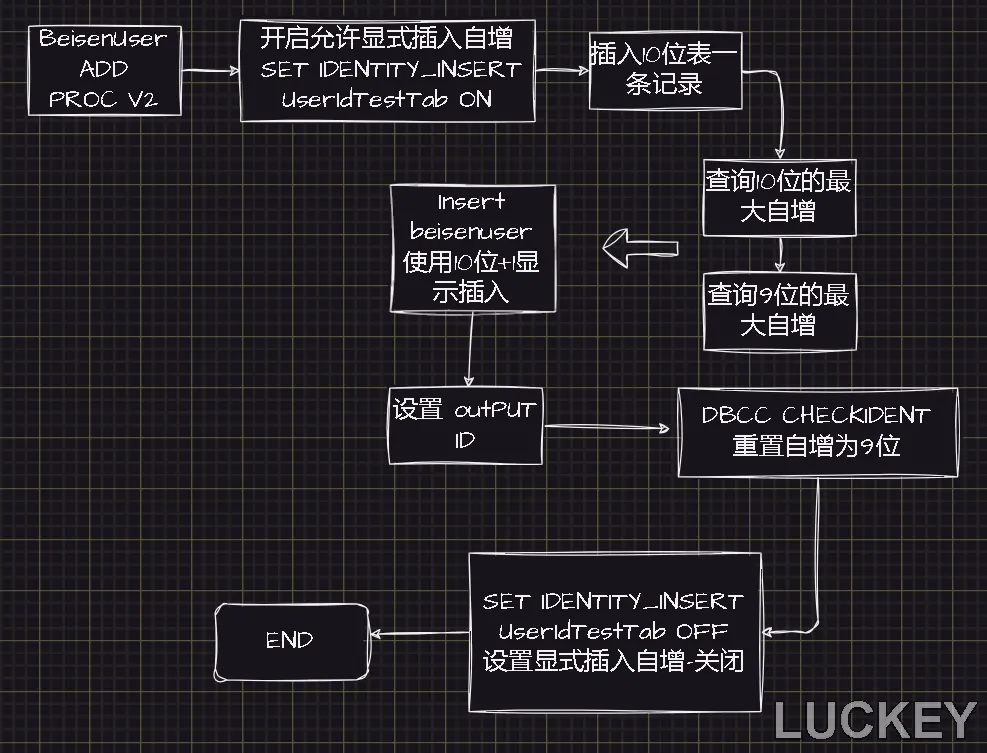 BeisenUser
ADD
PROC V2
开启允许显式插入自增
SET IDENTITY_INSERT
UserIdTestTab ON
插入10位表一
条记录
查询10位的最
大自增
查询9位的最
大自增
Insert
beisenuser
使用10位+1显
示插入
设置 outPUT
ID
DBCC CHECKIDENT
重置自增为9位
SET IDENTITY_INSERT
UserIdTestTab OFF
设置显式插入自增-关闭
END
LUCKEY